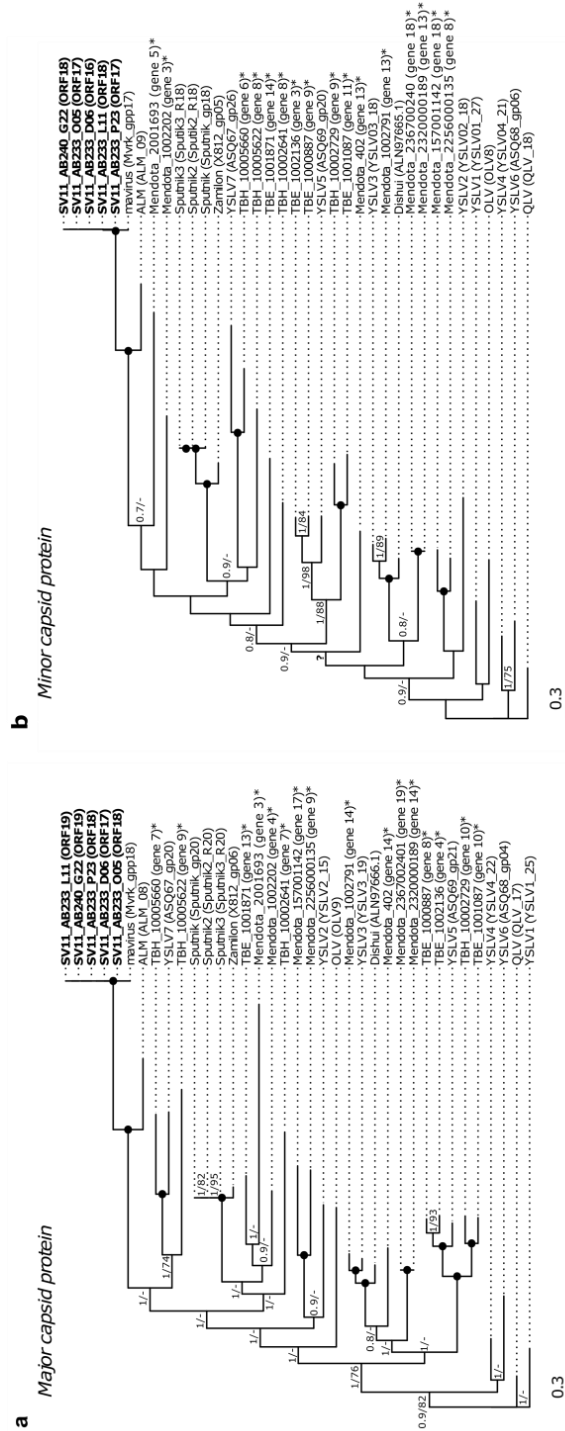 a
Major capsid protein
SV11_AB233_L11 (ORF19)
SV11_AB240_G22 (ORF19)
SV11_AB233_P23 (ORF18)
SV11_AB233_D06 (ORF17)
SV11_AB233_O05 (ORF18)
mavirus (Mvrk_gpp18)
ALM (ALM_08)
TBH_10005660 (gene 7)*
YSLV7 (ASQ67_gp20)
TBH_10005622 (gene 9)*
Sputnik (Sputnik_gp20)
Sputnik2 (Sputnik2_R20)
Sputnik3 (Sputnik3_R20)
Zamilon (X812_gp06)
TBE_1001871 (gene 13)*
Mendota_20001693 (gene 3)*
Mendota_1002202 (gene 4)*
TBH_10002641 (gene 7)*
Mendota_157001142 (gene 17)*
Mendota_2256000135 (gene 9)*
YSLV2 (YSLV2_15)
OLV (OLV9)
Mendota_1002791 (gene 14)*
YSLV3 (YSLV3_19)
Dishui (ALN97666.1)
Mendota_402 (gene 14)*
Mendota_2367002401 (gene 19)*
Mendota_2320000189 (gene 14)*
TBE_1000887 (gene 8)*
TBE_1002136 (gene 4)*
YSLV5 (ASQ69_gp21)
TBH_10002729 (gene 10)*
TBE_1001087 (gene 10)*
YSLV4 (YSLV4_22)
YSLV6 (ASQ68_gp04)
QLV (QLV_17)
YSLV1 (YSLV1_25)
1/-
1/74
1/-
1/82
1/95
1/-
0.9/-
1/-
1/-
1/-
0.9/-
1/-
1/76
0.8/-
1/-
1/-
1/93
0.9/82
1/-
1/-
0.3
b
Minor capsid protein
SV11_AB240_G22 (ORF18)
SV11_AB233_O05 (ORF17)
SV11_AB233_D06 (ORF16)
SV11_AB233_L11 (ORF18)
SV11_AB233_P23 (ORF17)
mavirus (Mvrk_gpp17)
ALM (ALM_09)
Mendota_20001693 (gene 5)*
Mendota_1002202 (gene 3)*
Sputnik3 (Sputik3_R18)
Sputnik2 (Sputnik2_R18)
Sputnik (Sputnik_gp18)
Zamilon (X812_gp05)
YSLV7 (ASQ67_gp26)
TBH_10005660 (gene 6)*
TBH_10005622 (gene 8)*
TBE_1001871 (gene 14)*
TBH_10002641 (gene 8)*
TBE_1002136 (gene 3)*
TBE_1000887 (gene 9)*
YSLV5 (ASQ69_gp20)
TBH_10002729 (gene 9)*
TBE_1001087 (gene 11)*
Mendota_402 (gene 13)*
YSLV3 (YSLV03_18)
Mendota_1002791 (gene 13)*
Dishui (ALN97665.1)
Mendota_2367000240 (gene 18)*
Mendota_2320000189 (gene 13)*
Mendota_157001142 (gene 18)*
Mendota_2256000135 (gene 8)*
YSLV2 (YSLV02_18)
YSLV1 (YSLV01_27)
OLV (OLV8)
YSLV4 (YSLV04_21)
YSLV6 (ASQ68_gp06)
QLV (QLV_18)
0.7/-
0.9/-
0.8/-
1/84
1/98
1/88
0.9/-
?
1/89
0.8/-
0.9/-
1/75
0.3